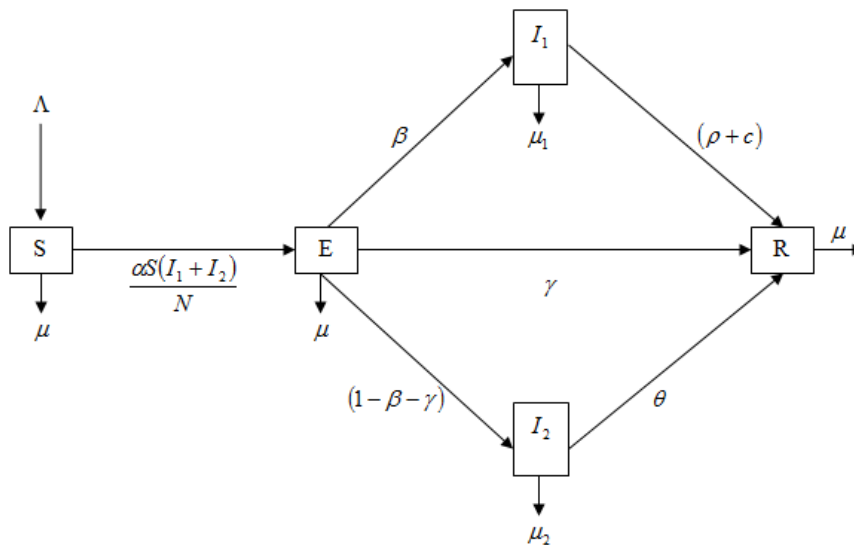 I₁
Λ
β
μ₁
(ρ + c)
S
E
R
μ
αS(I₁ + I₂)
N
γ
μ
μ
(1 − β − γ)
θ
I₂
μ₂